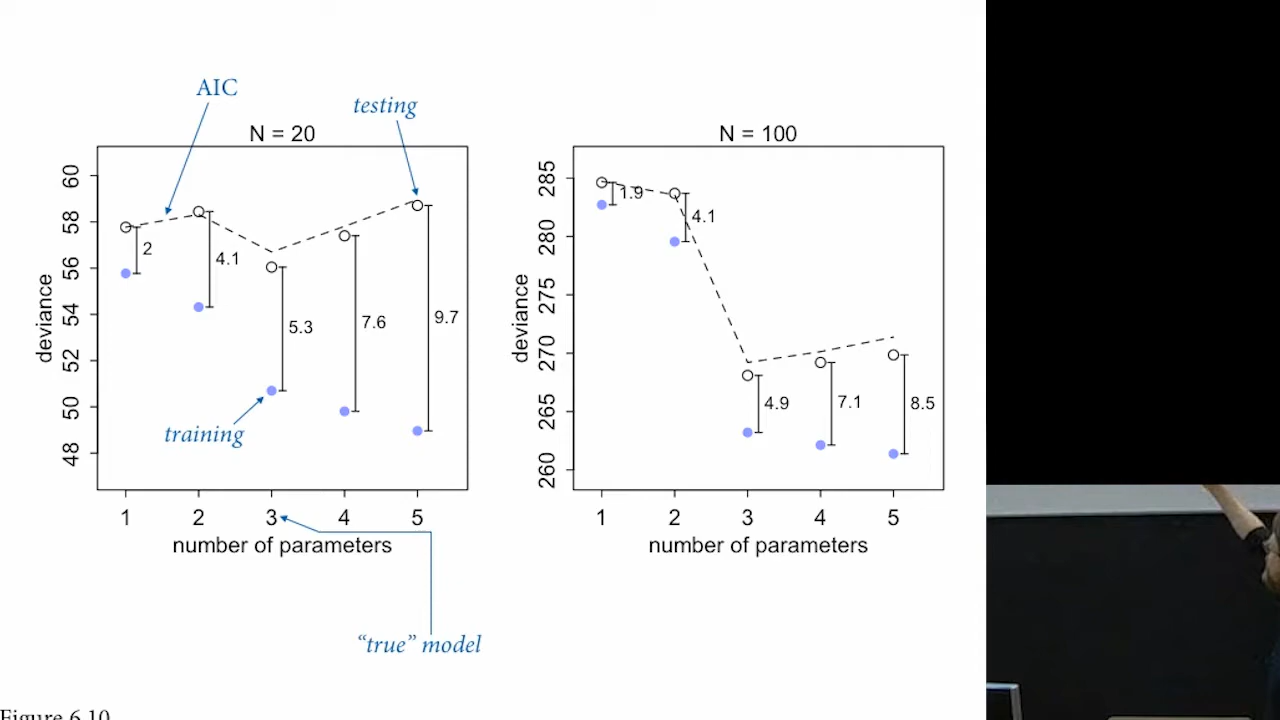 AIC
testing
N = 20
60
58
56
54
52
50
48
deviance
2
4.1
5.3
7.6
9.7
training
1 2 3 4 5
number of parameters
"true" model
N = 100
285
280
275
270
265
260
deviance
1.9
4.1
4.9
7.1
8.5
1 2 3 4 5
number of parameters
Figure 6.10